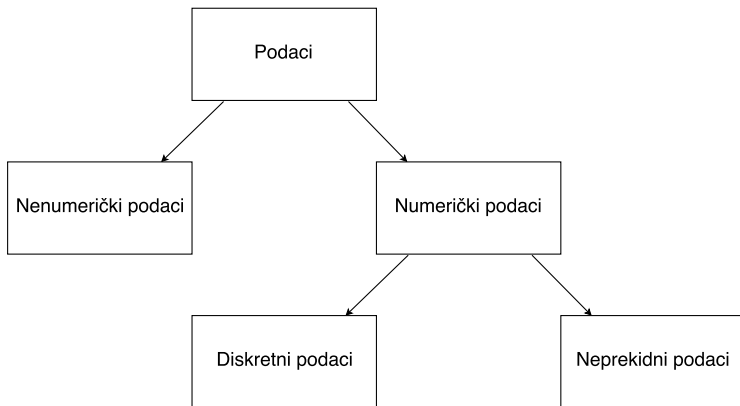 Podaci
Nenumerički podaci
Numerički podaci
Diskretni podaci
Neprekidni podaci